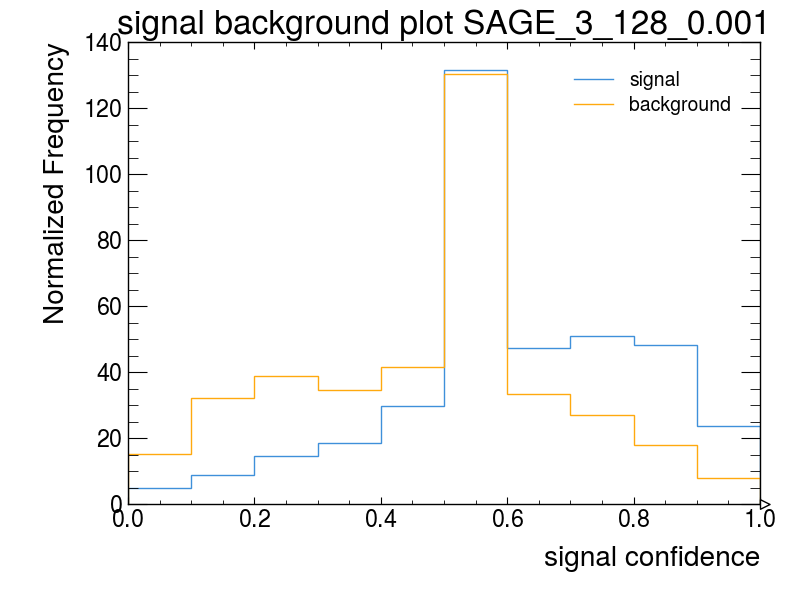 signal background plot SAGE_3_128_0.001
Normalized Frequency
140
120
100
80
60
40
20
0
signal
background
0.0 0.2 0.4 0.6 0.8 1.0
signal confidence